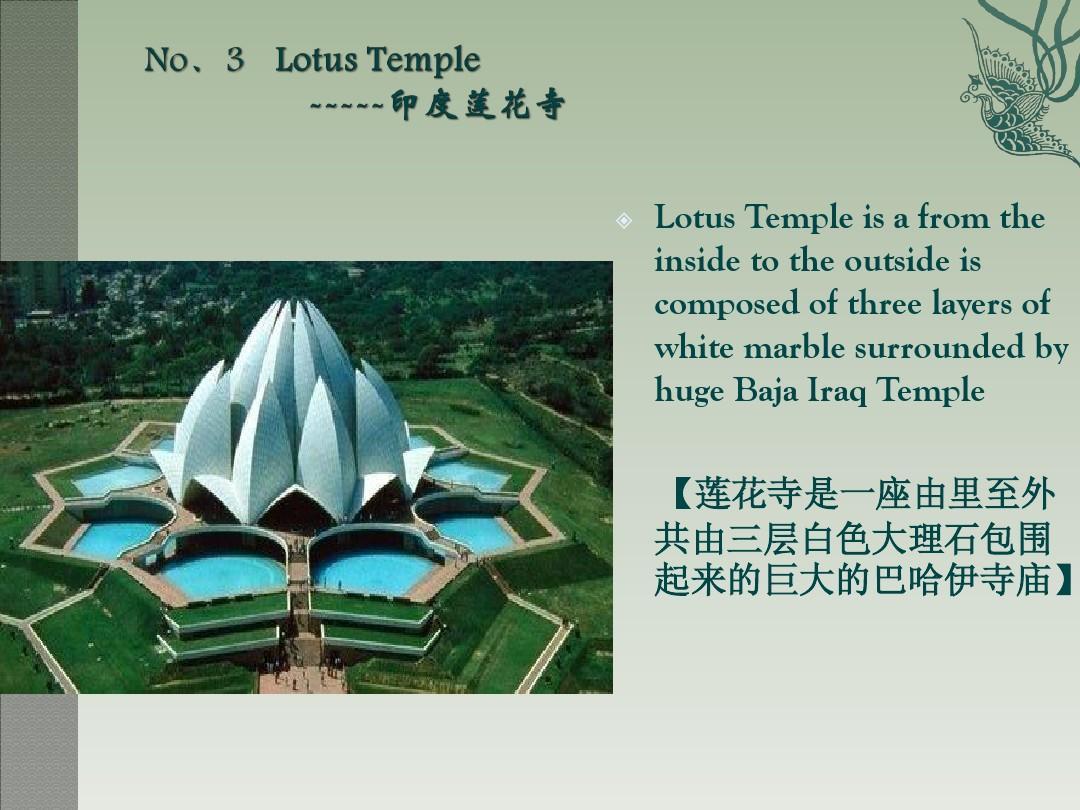 No．3 Lotus Temple
~~~~~印度莲花寺
Lotus Temple is a from the
inside to the outside is
composed of three layers of
white marble surrounded by
huge Baja Iraq Temple
【莲花寺是一座由里至外
共由三层白色大理石包围
起来的巨大的巴哈伊寺庙】